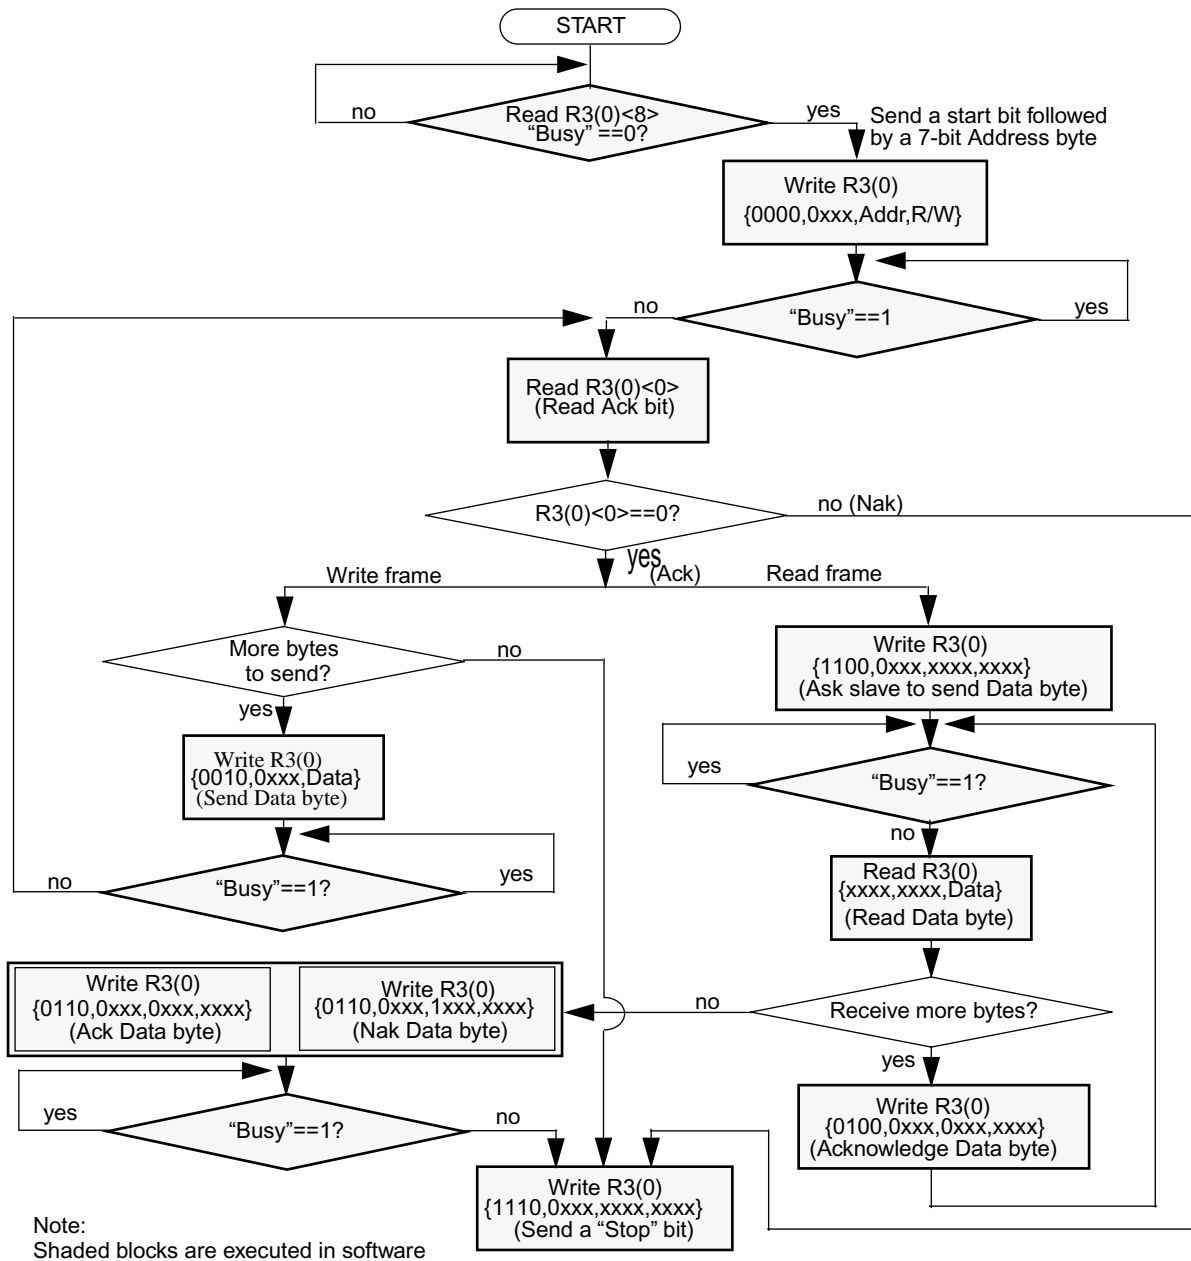 START
Read R3(0)<8>
“Busy” ==0?
no
yes
Send a start bit followed
by a 7-bit Address byte
Write R3(0)
{0000,0xxx,Addr,R/W}
“Busy”==1
no
yes
Read R3(0)<0>
(Read Ack bit)
R3(0)<0>==0?
no (Nak)
yes
(Ack)
Write frame
Read frame
More bytes
to send?
no
yes
Write R3(0)
{0010,0xxx,Data}
(Send Data byte)
“Busy”==1?
no
yes
Write R3(0)
{1100,0xxx,xxxx,xxxx}
(Ask slave to send Data byte)
yes
“Busy”==1?
no
Read R3(0)
{xxxx,xxxx,Data}
(Read Data byte)
Receive more bytes?
no
yes
Write R3(0)
{0100,0xxx,0xxx,xxxx}
(Acknowledge Data byte)
Write R3(0)
{0110,0xxx,0xxx,xxxx}
(Ack Data byte)
Write R3(0)
{0110,0xxx,1xxx,xxxx}
(Nak Data byte)
yes
“Busy”==1?
no
Write R3(0)
{1110,0xxx,xxxx,xxxx}
(Send a “Stop” bit)
Note:
Shaded blocks are executed in software